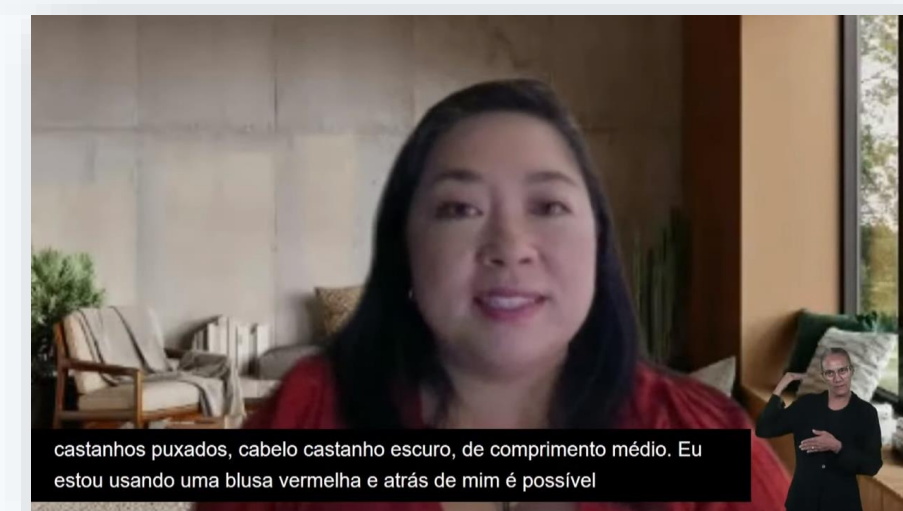 castanhos puxados, cabelo castanho escuro, de comprimento médio. Eu
estou usando uma blusa vermelha e atrás de mim é possível